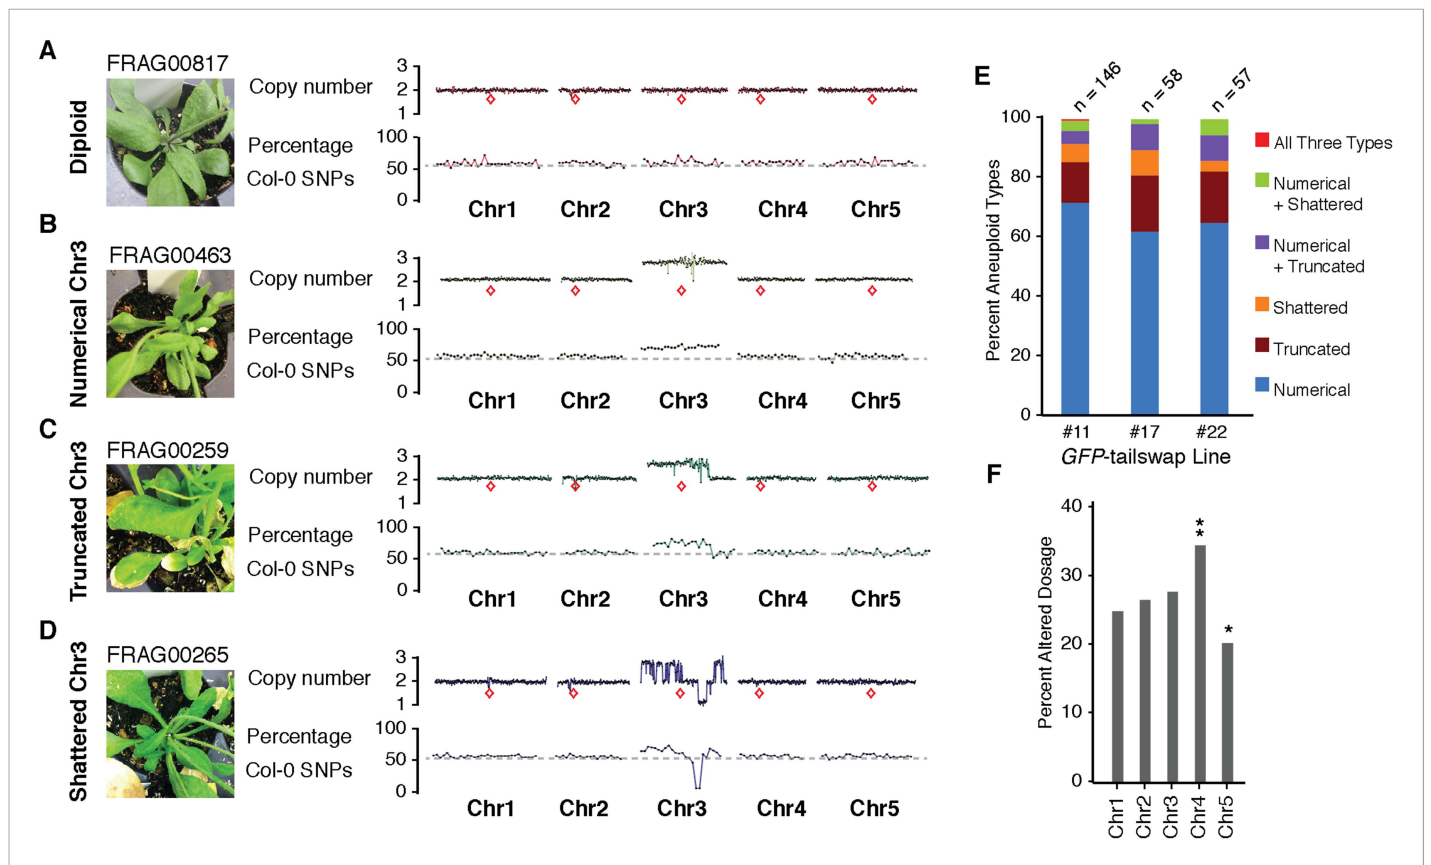 A
FRAG00817
Diploid
Copy number
3
2
1
Percentage
Col-0 SNPs
100
50
0
Chr1 Chr2 Chr3 Chr4 Chr5
B
FRAG00463
Numerical Chr3
Copy number
3
2
1
Percentage
Col-0 SNPs
100
50
0
Chr1 Chr2 Chr3 Chr4 Chr5
C
FRAG00259
Truncated Chr3
Copy number
3
2
1
Percentage
Col-0 SNPs
100
50
0
Chr1 Chr2 Chr3 Chr4 Chr5
D
FRAG00265
Shattered Chr3
Copy number
3
2
1
Percentage
Col-0 SNPs
100
50
0
Chr1 Chr2 Chr3 Chr4 Chr5
E
n = 146 n = 58 n = 57
Percent Aneuploid Types
100
80
60
40
20
0
#11 #17 #22
GFP-tailswap Line
All Three Types
Numerical
+ Shattered
Numerical
+ Truncated
Shattered
Truncated
Numerical
F
Percent Altered Dosage
40
30
20
10
0
**
*
Chr1
Chr2
Chr3
Chr4
Chr5